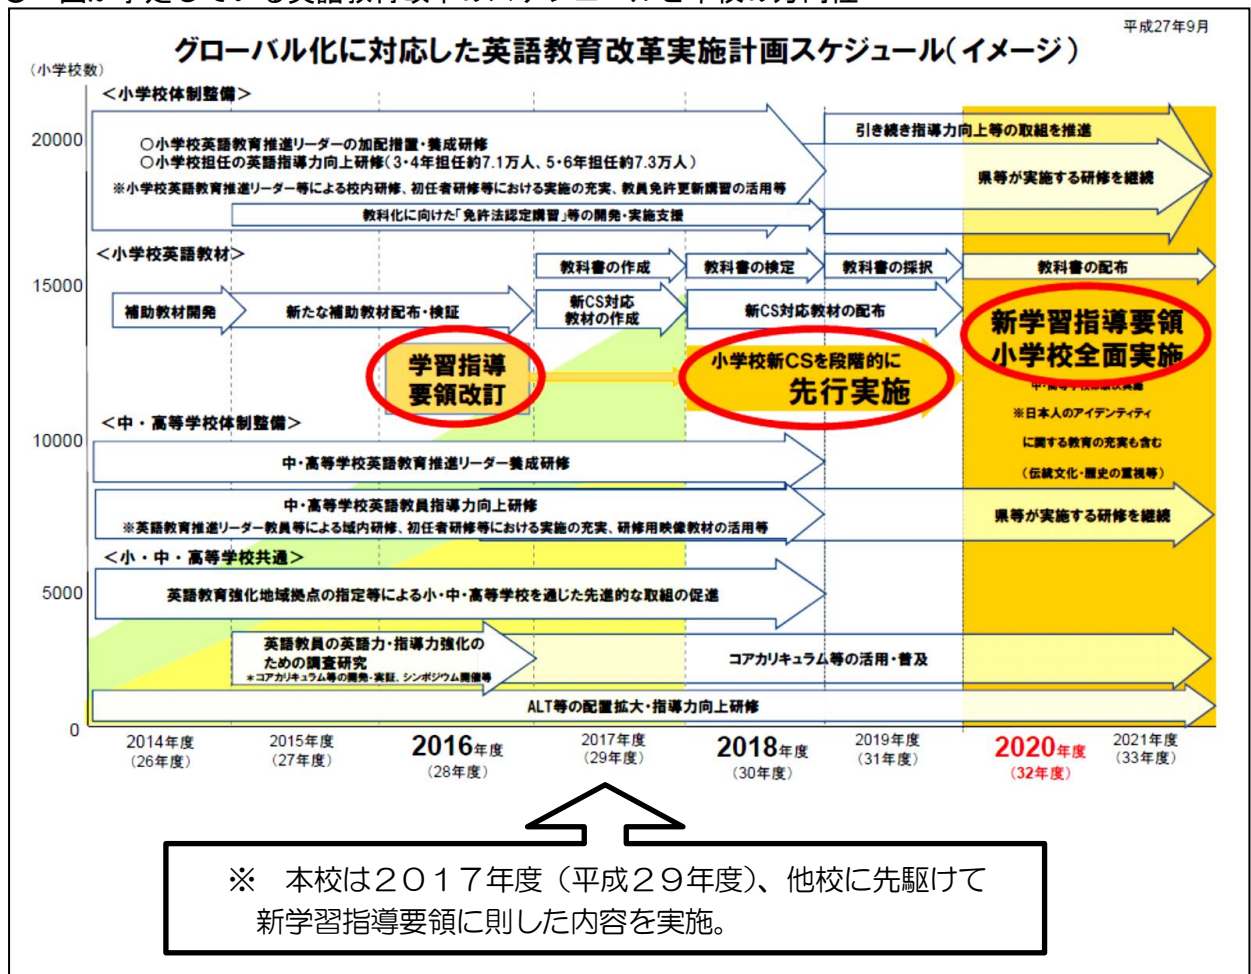 平成27年9月
グローバル化に対応した英語教育改革実施計画スケジュール(イメージ)
(小学校数)
<小学校体制整備>
20000
○小学校英語教育推進リーダーの加配措置・養成研修
○小学校担任の英語指導力向上研修(3・4年担任約7.1万人、5・6年担任約7.3万人)
※小学校英語教育推進リーダー等による校内研修、初任者研修等における実施の充実、教員免許更新講習の活用等
教科化に向けた「免許法認定講習」等の開発・実施支援
引き続き指導力向上等の取組を推進
県等が実施する研修を継続
<小学校英語教材>
15000
教科書の作成
教科書の検定
教科書の採択
教科書の配布
補助教材開発
新たな補助教材配布・検証
新CS対応
教材の作成
新CS対応教材の配布
学習指導
要領改訂
小学校新CSを段階的に
先行実施
新学習指導要領
小学校全面実施
※日本人のアイデンティティ
に関する教育の充実も含む
(伝統文化・歴史の重視等)
<中・高等学校体制整備>
10000
中・高等学校英語教育推進リーダー養成研修
中・高等学校英語教員指導力向上研修
※英語教育推進リーダー教員等による域内研修、初任者研修等における実施の充実、研修用映像教材の活用等
県等が実施する研修を継続
<小・中・高等学校共通>
5000
英語教育強化地域拠点の指定等による小・中・高等学校を通じた先進的な取組の促進
英語教員の英語力・指導力強化の
ための調査研究
*コアカリキュラム等の開発・実証、シンポジウム開催等
コアカリキュラム等の活用・普及
ALT等の配置拡大・指導力向上研修
0
2014年度
(26年度)
2015年度
(27年度)
2016年度
(28年度)
2017年度
(29年度)
2018年度
(30年度)
2019年度
(31年度)
2020年度
(32年度)
2021年度
(33年度)
※ 本校は2017年度(平成29年度)、他校に先駆けて
新学習指導要領に則した内容を実施。